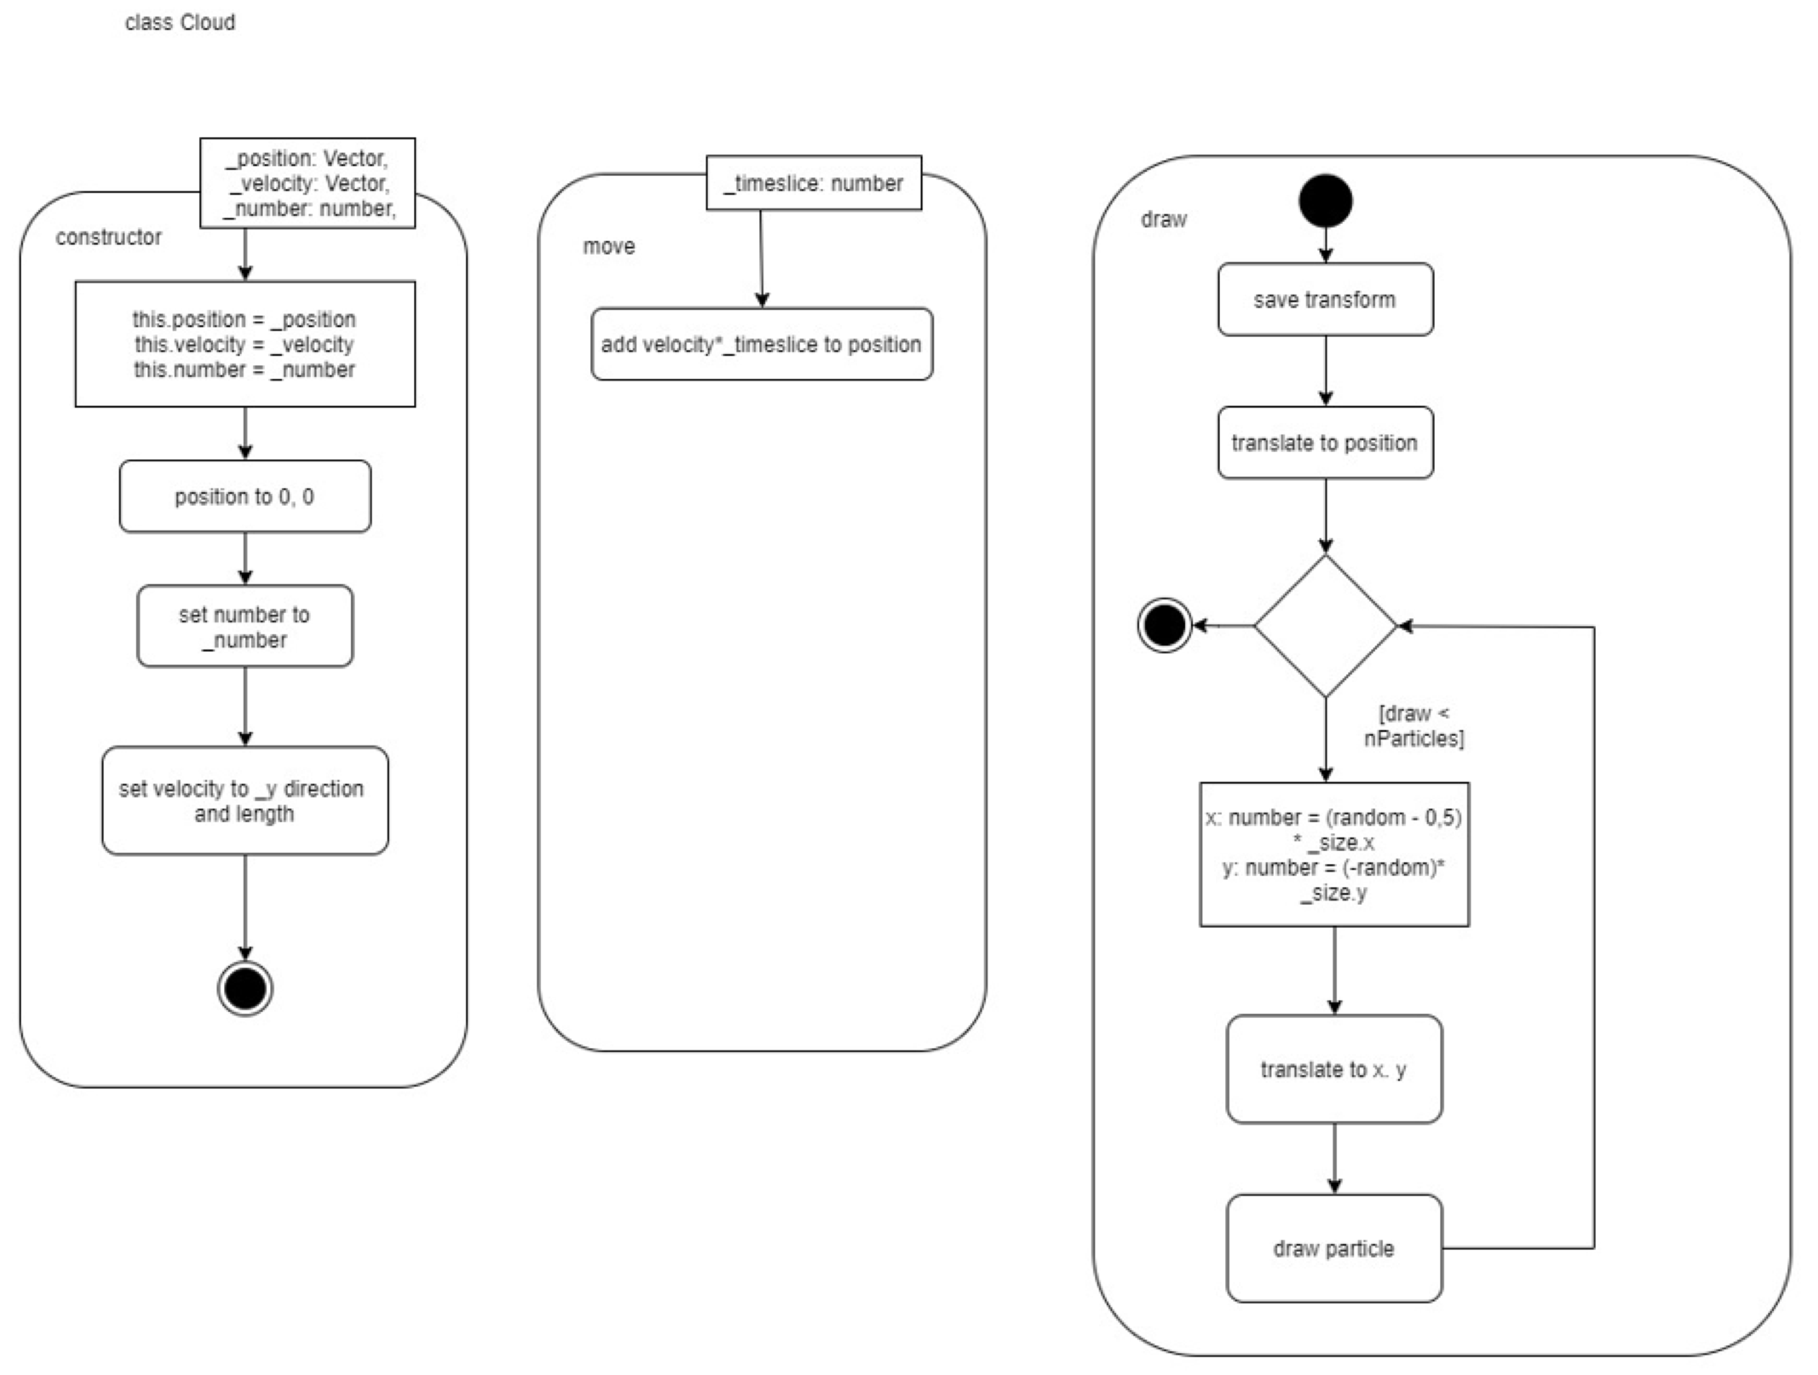 class Cloud
_position: Vector,
_velocity: Vector,
_number: number,
constructor
this.position = _position
this.velocity = _velocity
this.number = _number
position to 0, 0
set number to
_number
set velocity to _y direction
and length
_timeslice: number
move
add velocity*_timeslice to position
draw
save transform
translate to position
[draw <
nParticles]
x: number = (random - 0,5)
* _size.x
y: number = (-random)*
_size.y
translate to x. y
draw particle